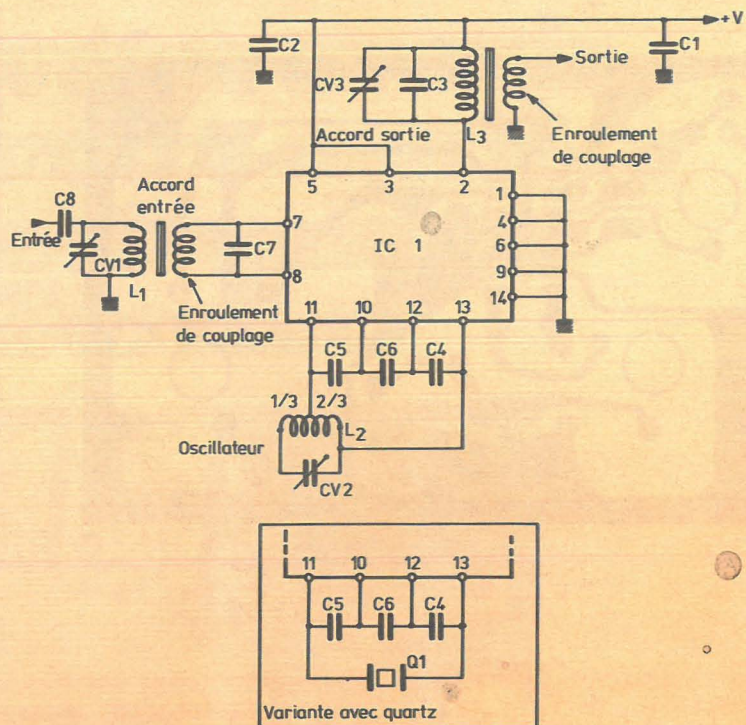 +V
C2
C1
CV3
C3
Sortie
Accord sortie
L3
Enroulement
de couplage
5
3
2
C8
Accord
entrée
Entrée
CV1
L1
7
C7
8
IC 1
1
4
6
9
14
Enroulement
de couplage
11
10
12
13
C5
C6
C4
1/3
2/3
L2
Oscillateur
CV2
11
10
12
13
C5
C6
C4
Q1
Variante avec quartz